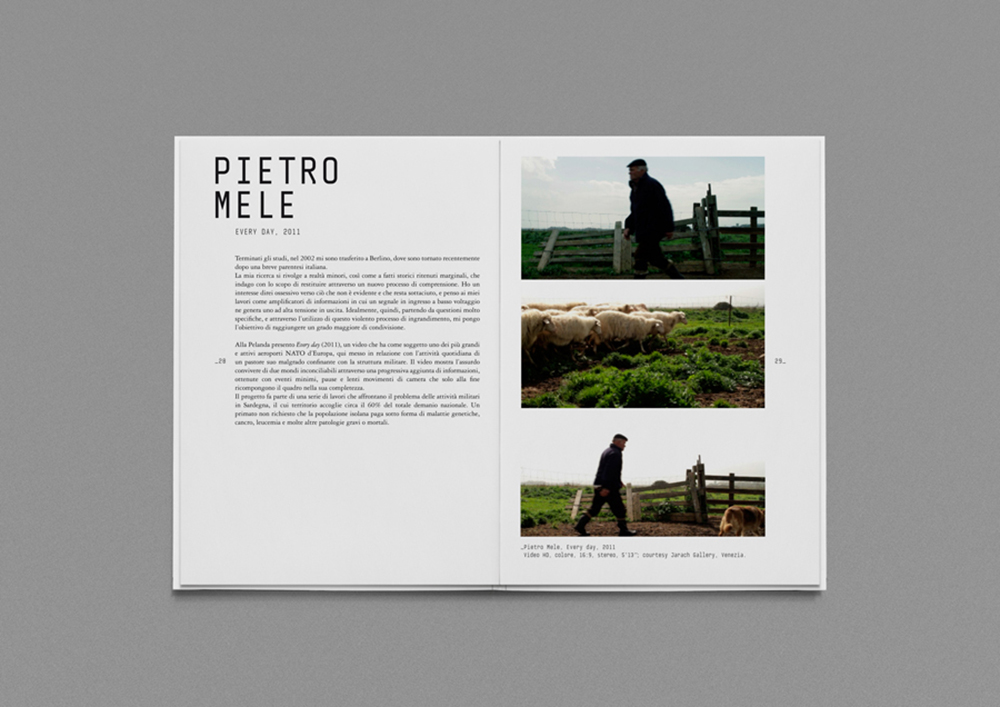 PIETRO
MELE
EVERY DAY, 2011
Terminati gli studi, nel 2002 mi sono trasferito a Berlino, dove sono tornato recentemente
dopo una breve parentesi italiana.
La mia ricerca si rivolge a realtà minori, così come a fatti storici ritenuti marginali, che
indago con lo scopo di restituire attraverso un nuovo processo di comprensione. Ho un
interesse direi ossessivo verso ciò che non è evidente e che resta sottaciuto, e penso ai miei
lavori come amplificatori di informazioni in cui un segnale in ingresso a basso voltaggio
ne genera uno ad alta tensione in uscita. Idealmente, quindi, partendo da questioni molto
specifiche, e attraverso l'utilizzo di questo violento processo di ingrandimento, mi pongo
l'obiettivo di raggiungere un grado maggiore di condivisione.
Alla Pelanda presento Every day (2011), un video che ha come soggetto uno dei più grandi
e attivi aeroporti NATO d'Europa, qui messo in relazione con l'attività quotidiana di
un pastore suo malgrado confinante con la struttura militare. Il video mostra l'assurdo
convivere di due mondi inconciliabili attraverso una progressiva aggiunta di informazioni,
ottenute con eventi minimi, pause e lenti movimenti di camera che solo alla fine
ricompongono il quadro nella sua completezza.
Il progetto fa parte di una serie di lavori che affrontano il problema delle attività militari
in Sardegna, il cui territorio accoglie circa il 60% del totale demanio nazionale. Un
primato non richiesto che la popolazione isolana paga sotto forma di malattie genetiche,
cancro, leucemia e molte altre patologie gravi o mortali.
_28
29_
_Pietro Mele, Every day, 2011
Video HD, colore, 16:9, stereo, 5'13"; courtesy Jarach Gallery, Venezia.